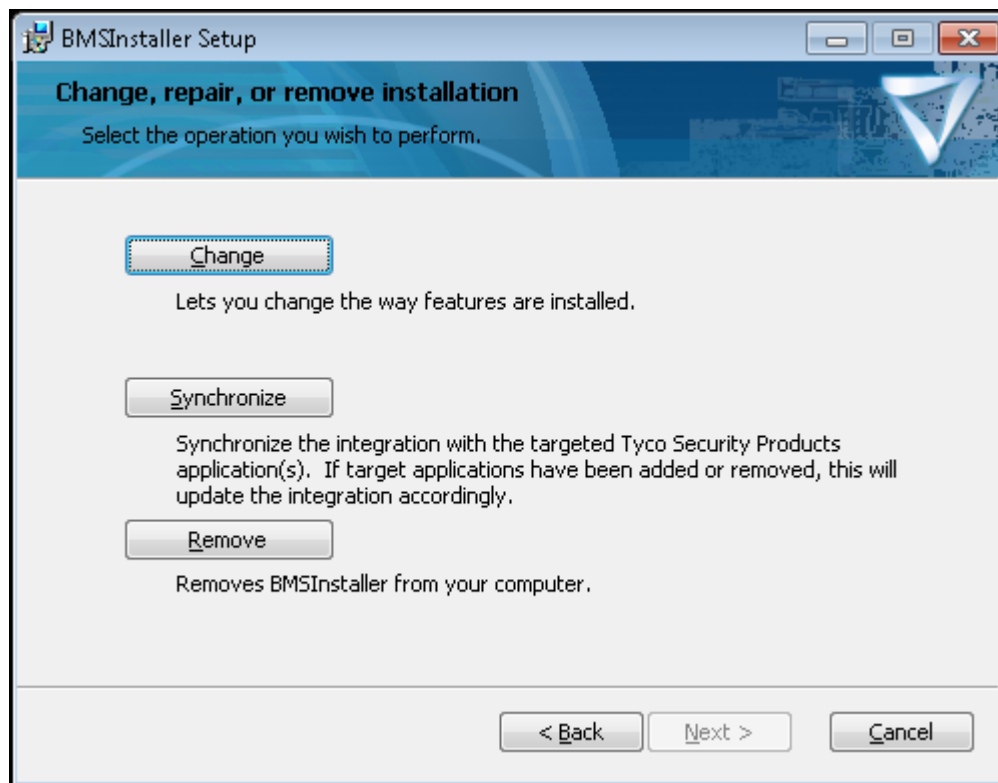 BMSInstaller Setup
Change, repair, or remove installation
Select the operation you wish to perform.
Change
Lets you change the way features are installed.
Synchronize
Synchronize the integration with the targeted Tyco Security Products
application(s).  If target applications have been added or removed, this will
update the integration accordingly.
Remove
Removes BMSInstaller from your computer.
< Back Next > Cancel